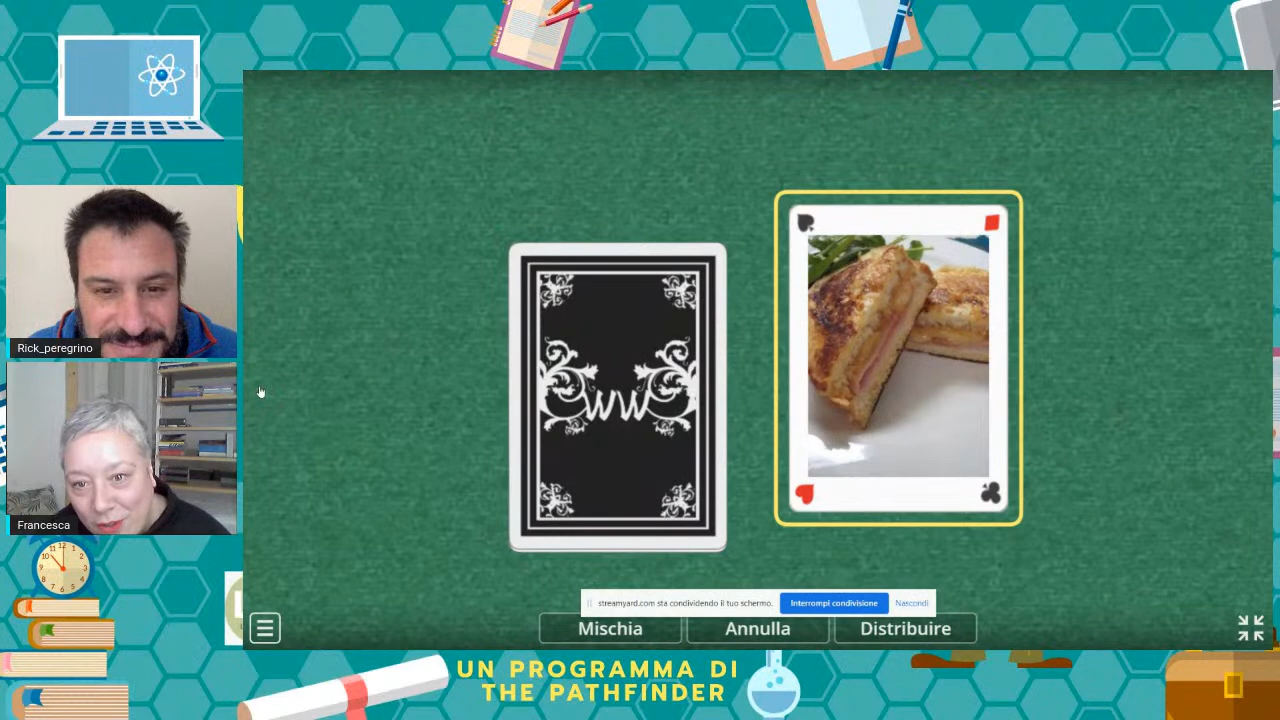 Rick_peregrino
Francesca
ww
streamyard.com sta condividendo il tuo schermo.
Interrompi condivisione
Nascondi
Mischia
Annulla
Distribuire
UN PROGRAMMA DI
THE PATHFINDER